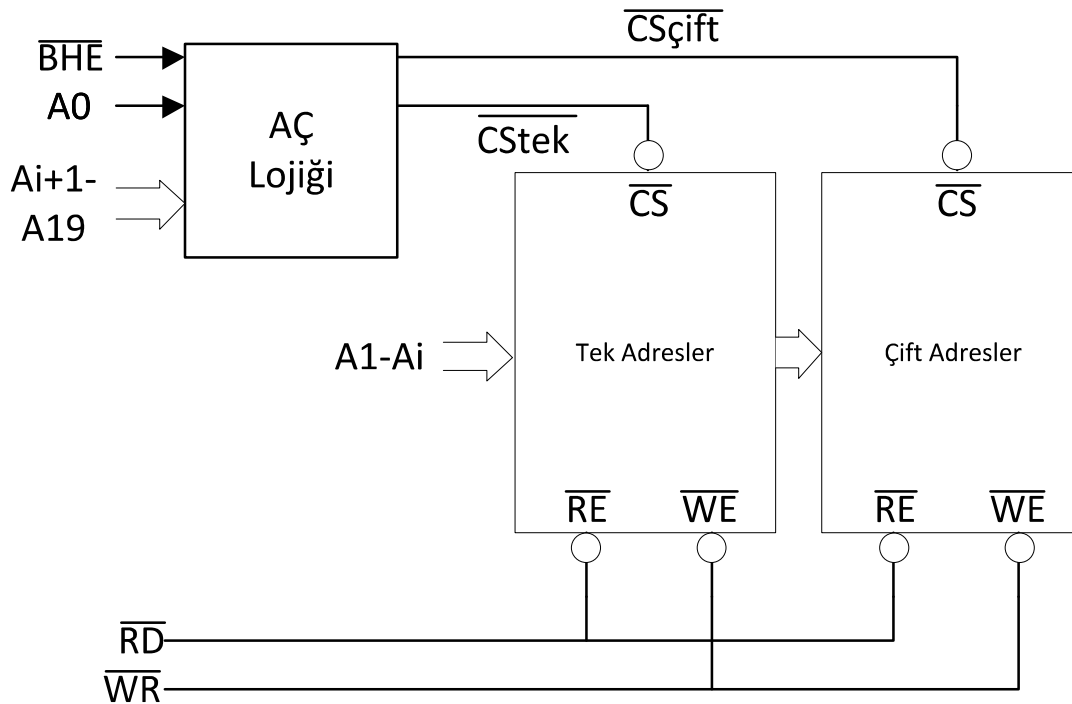 CSçift
BHE
A0
AÇ
Lojiği
CStek
Ai+1-
A19
CS
CS
A1-Ai
Tek Adresler
Çift Adresler
RE
WE
RE
WE
RD
WR